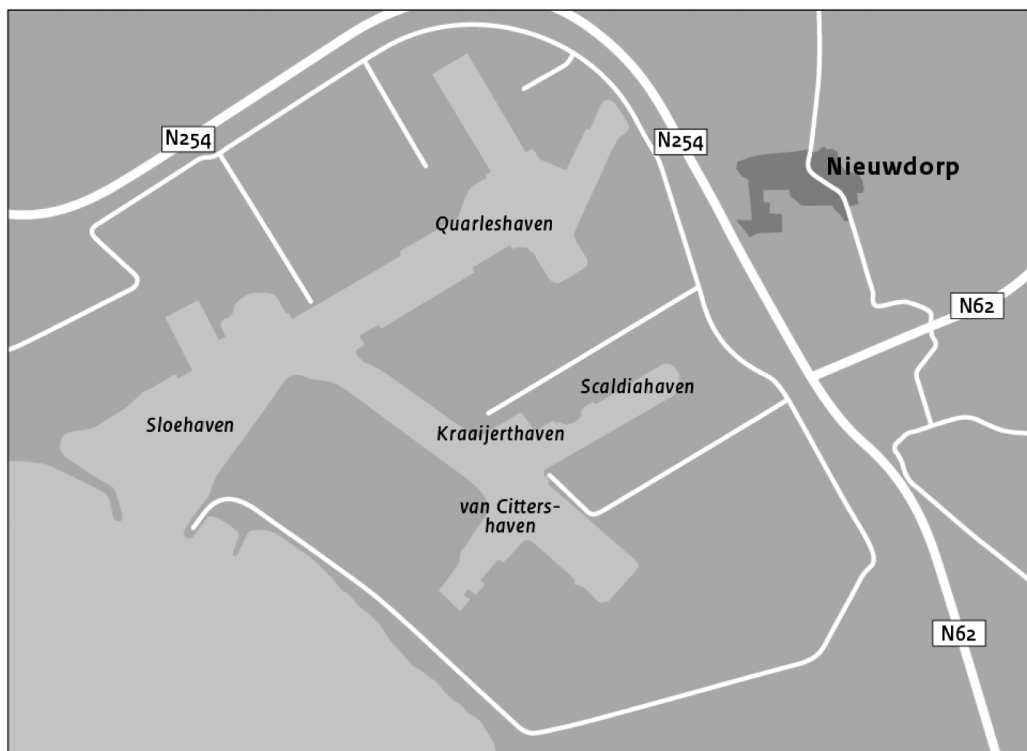 N254
N254
Nieuwdorp
Quarleshaven
N62
Scaldiahaven
Sloehaven
Kraaijerthaven
van Citters-
haven
N62